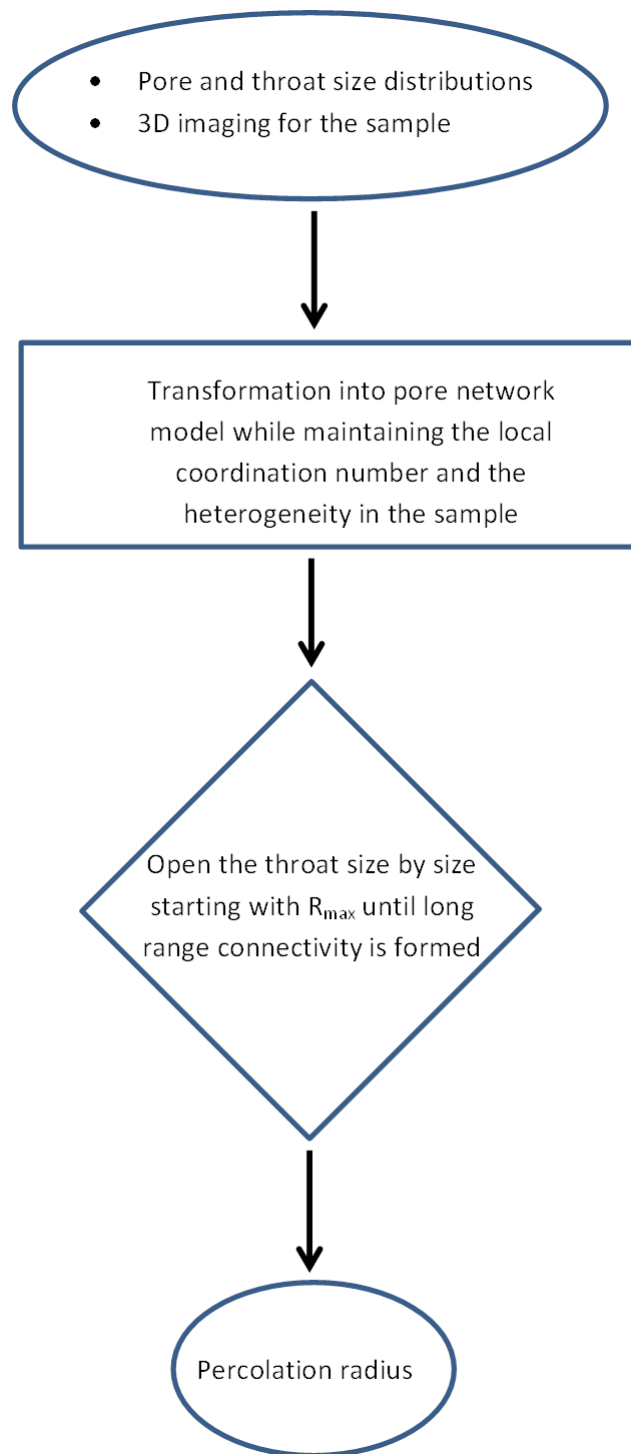 • Pore and throat size distributions
• 3D imaging for the sample
Transformation into pore network
model while maintaining the local
coordination number and the
heterogeneity in the sample
Open the throat size by size
starting with Rmax until long
range connectivity is formed
Percolation radius